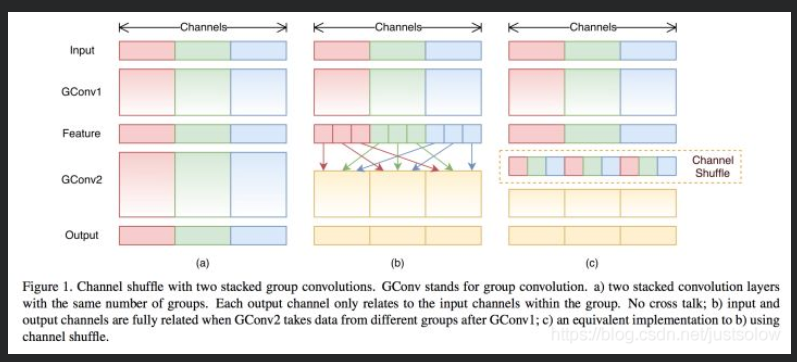 Channels Channels Channels
Input
GConv1
Feature
GConv2
Channel
Shuffle
Output
(a) (b) (c)
Figure 1. Channel shuffle with two stacked group convolutions. GConv stands for group convolution. a) two stacked convolution layers
with the same number of groups. Each output channel only relates to the input channels within the group. No cross talk; b) input and
output channels are fully related when GConv2 takes data from different groups after GConv1; c) an equivalent implementation to b) using
channel shuffle.
https://blog.csdn.net/justsolow